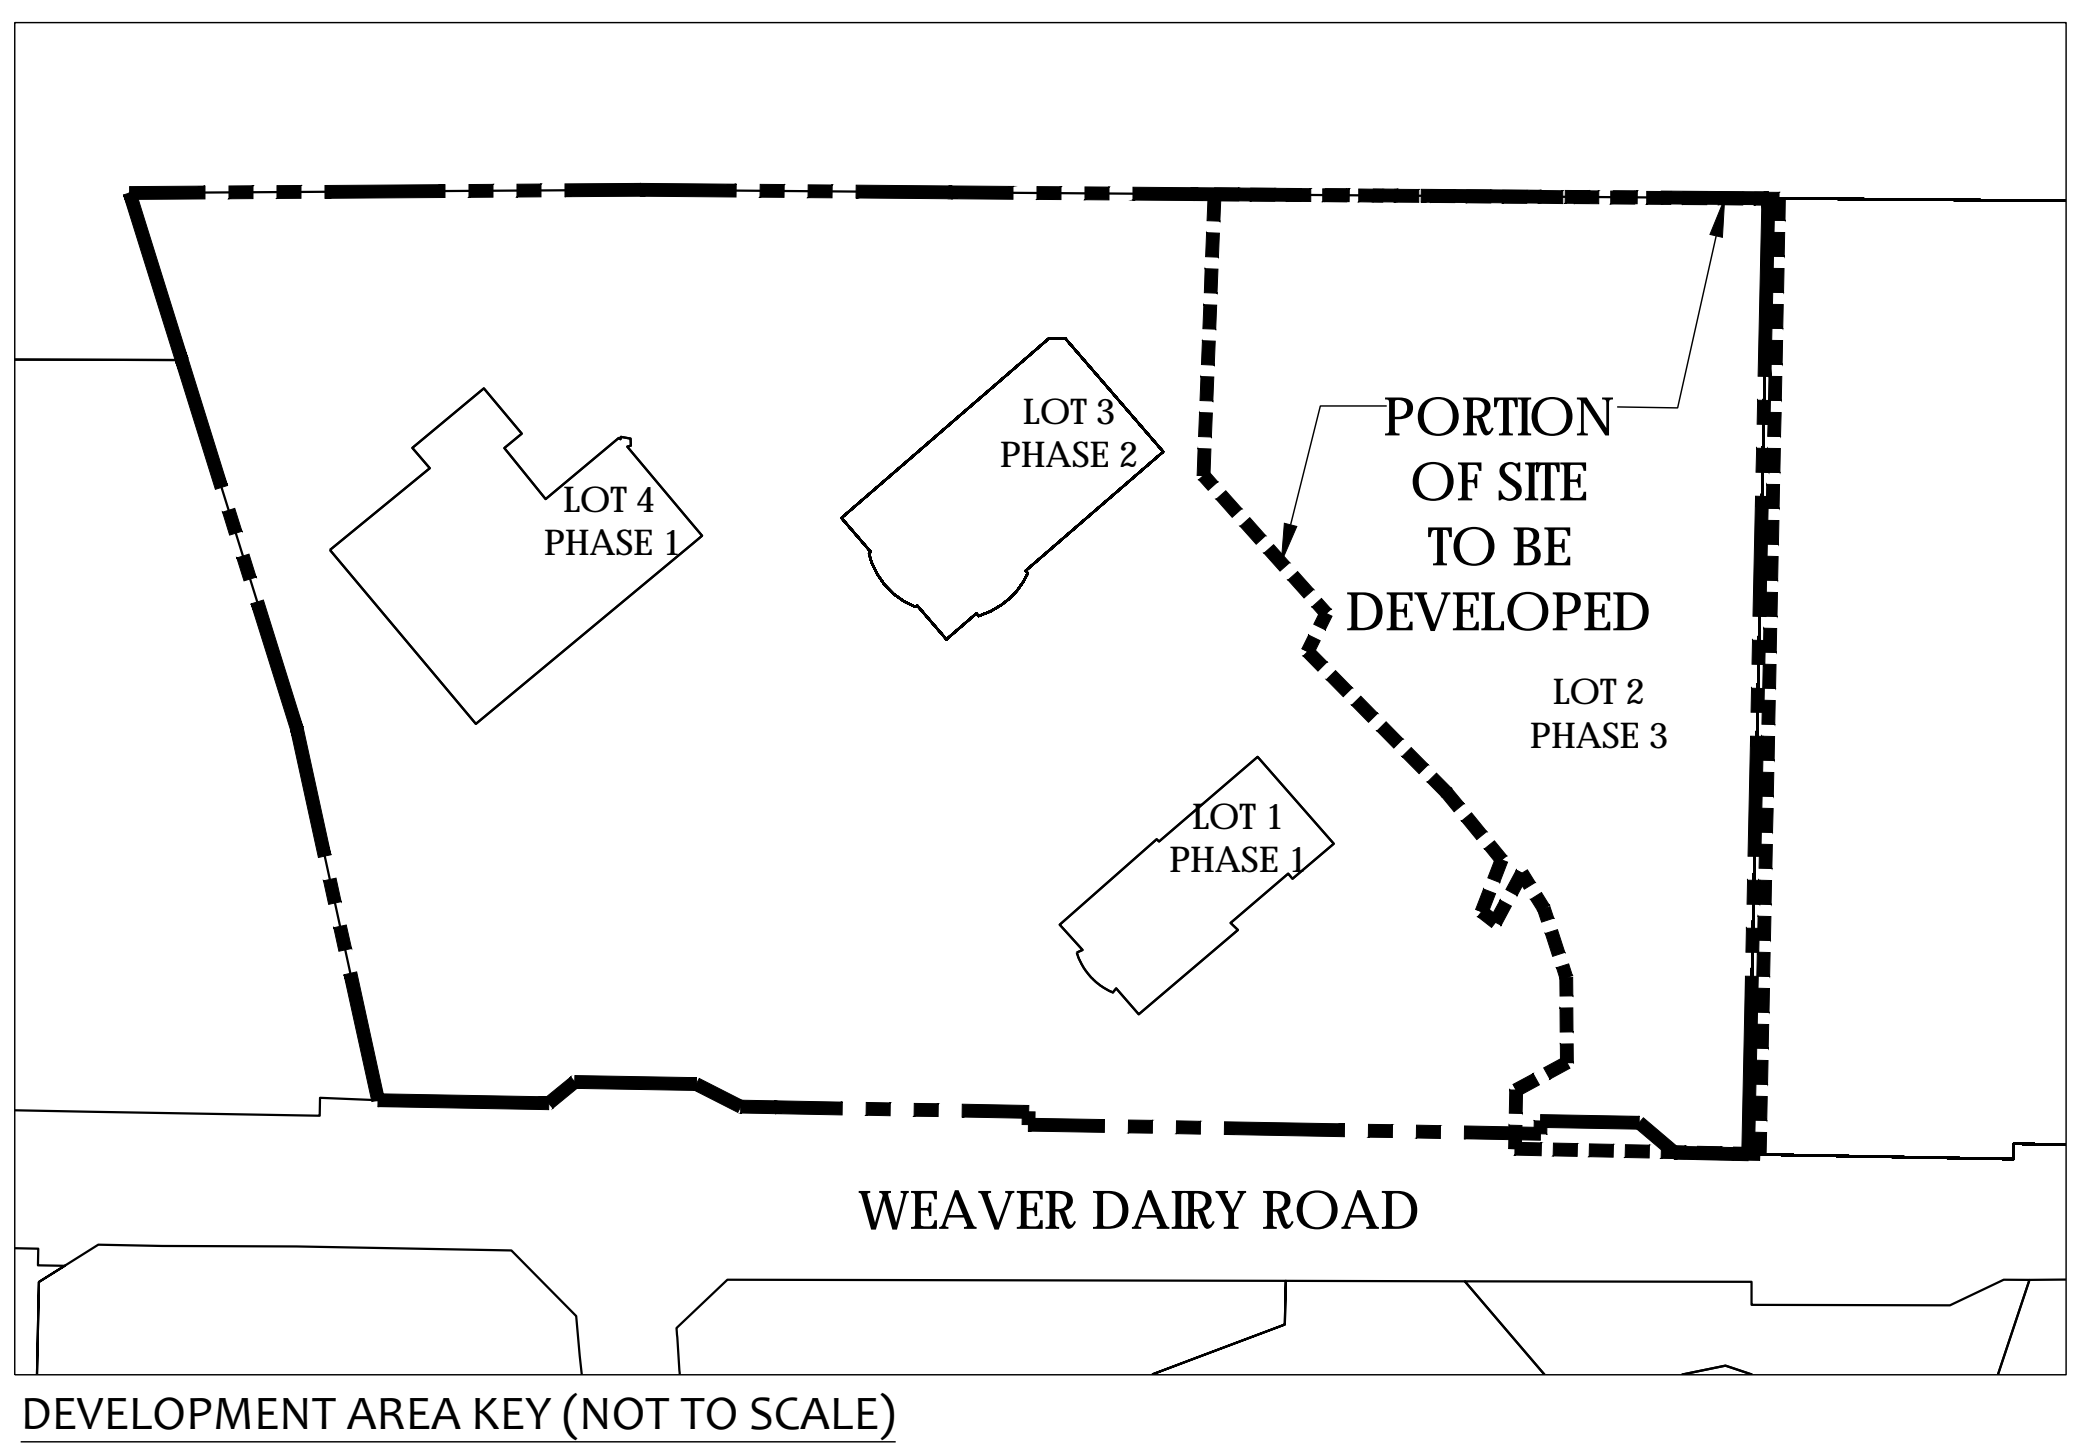 LOT 3
PHASE 2
PORTION
OF SITE
TO BE
DEVELOPED
LOT 4
PHASE 1
LOT 2
PHASE 3
LOT 1
PHASE 1
WEAVER DAIRY ROAD
DEVELOPMENT AREA KEY (NOT TO SCALE)